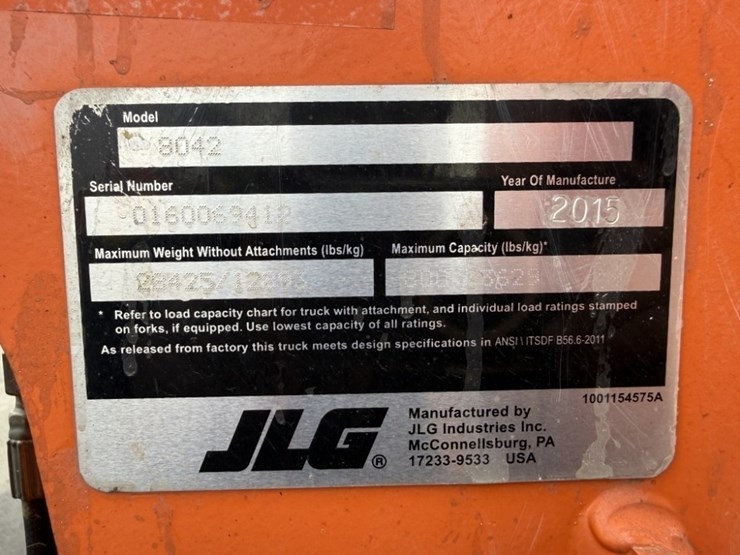 Model
8042
Serial Number
Year Of Manufacture
0160069412
2015
Maximum Weight Without Attachments (lbs/kg)
Maximum Capacity (lbs/kg)*
* Refer to load capacity chart for truck with attachment, and individual load ratings stamped
on forks, if equipped. Use lowest capacity of all ratings.
As released from factory this truck meets design specifications in ANSI \ ITSDF B56.6-2011
1001154575A
JLG®
Manufactured by
JLG Industries Inc.
McConnellsburg, PA
17233-9533 USA